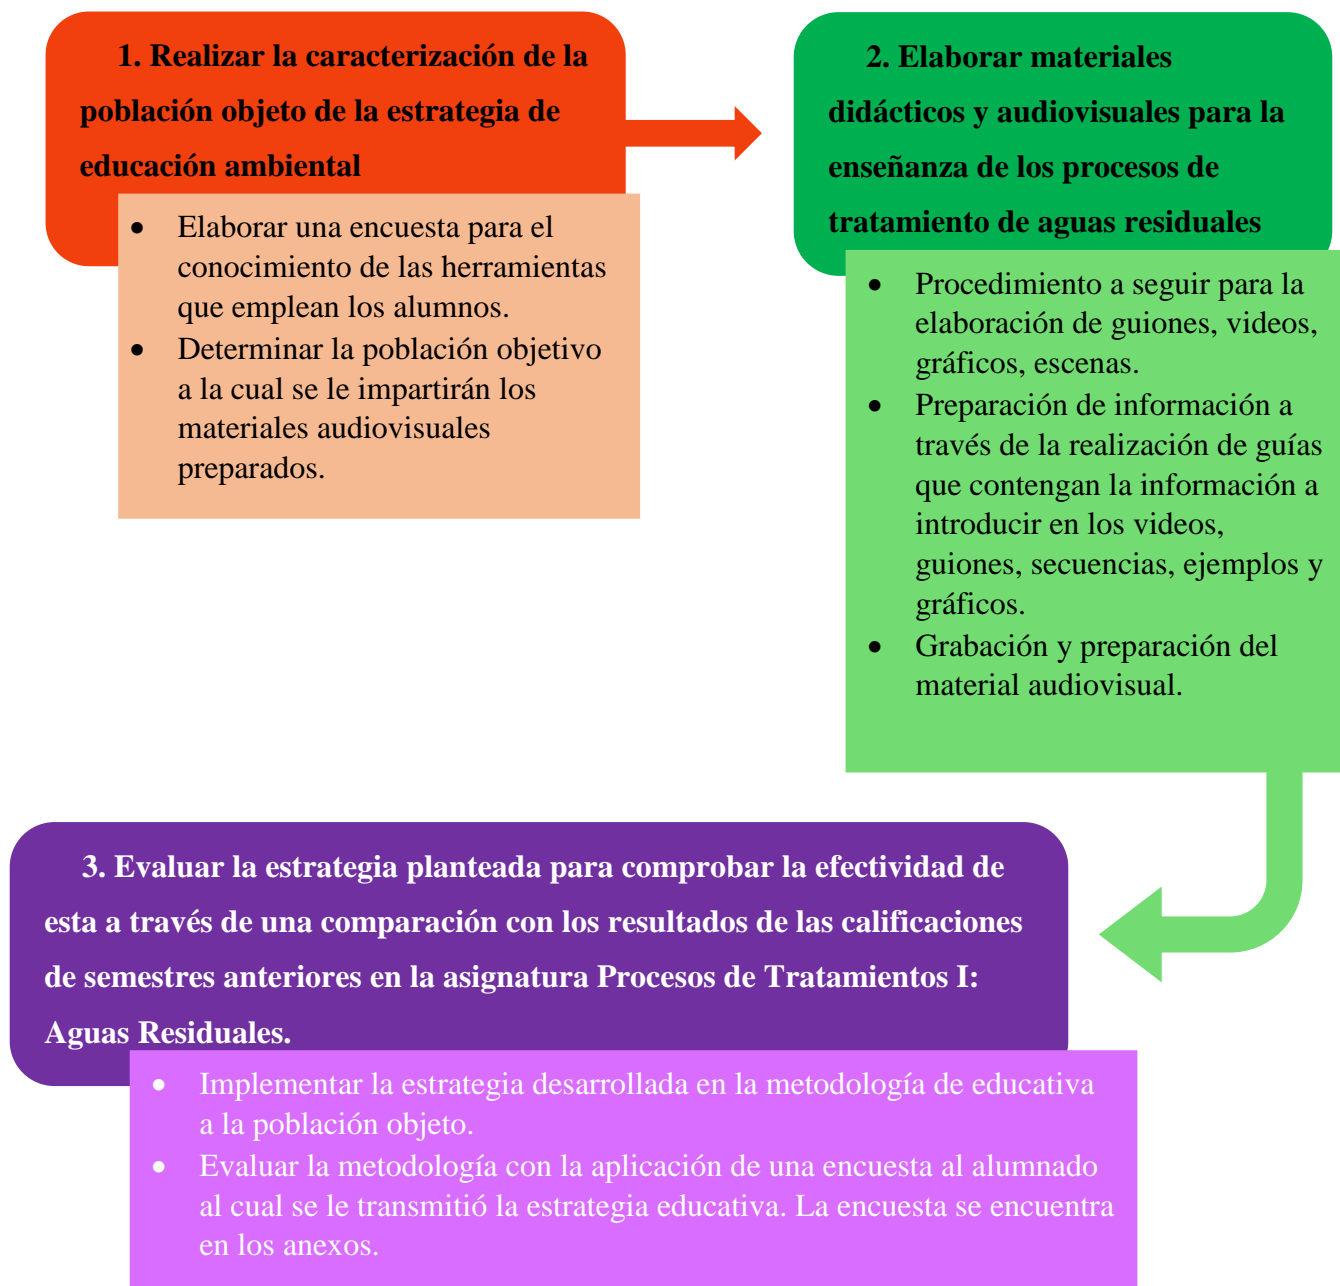 1. Realizar la caracterización de la
población objeto de la estrategia de
educación ambiental
• Elaborar una encuesta para el
conocimiento de las herramientas
que emplean los alumnos.
• Determinar la población objetivo
a la cual se le impartirán los
materiales audiovisuales
preparados.
2. Elaborar materiales
didácticos y audiovisuales para la
enseñanza de los procesos de
tratamiento de aguas residuales
• Procedimiento a seguir para la
elaboración de guiones, videos,
gráficos, escenas.
• Preparación de información a
través de la realización de guías
que contengan la información a
introducir en los videos,
guiones, secuencias, ejemplos y
gráficos.
• Grabación y preparación del
material audiovisual.
3. Evaluar la estrategia planteada para comprobar la efectividad de
esta a través de una comparación con los resultados de las calificaciones
de semestres anteriores en la asignatura Procesos de Tratamientos I:
Aguas Residuales.
• Implementar la estrategia desarrollada en la metodología de educativa
a la población objeto.
• Evaluar la metodología con la aplicación de una encuesta al alumnado
al cual se le transmitió la estrategia educativa. La encuesta se encuentra
en los anexos.